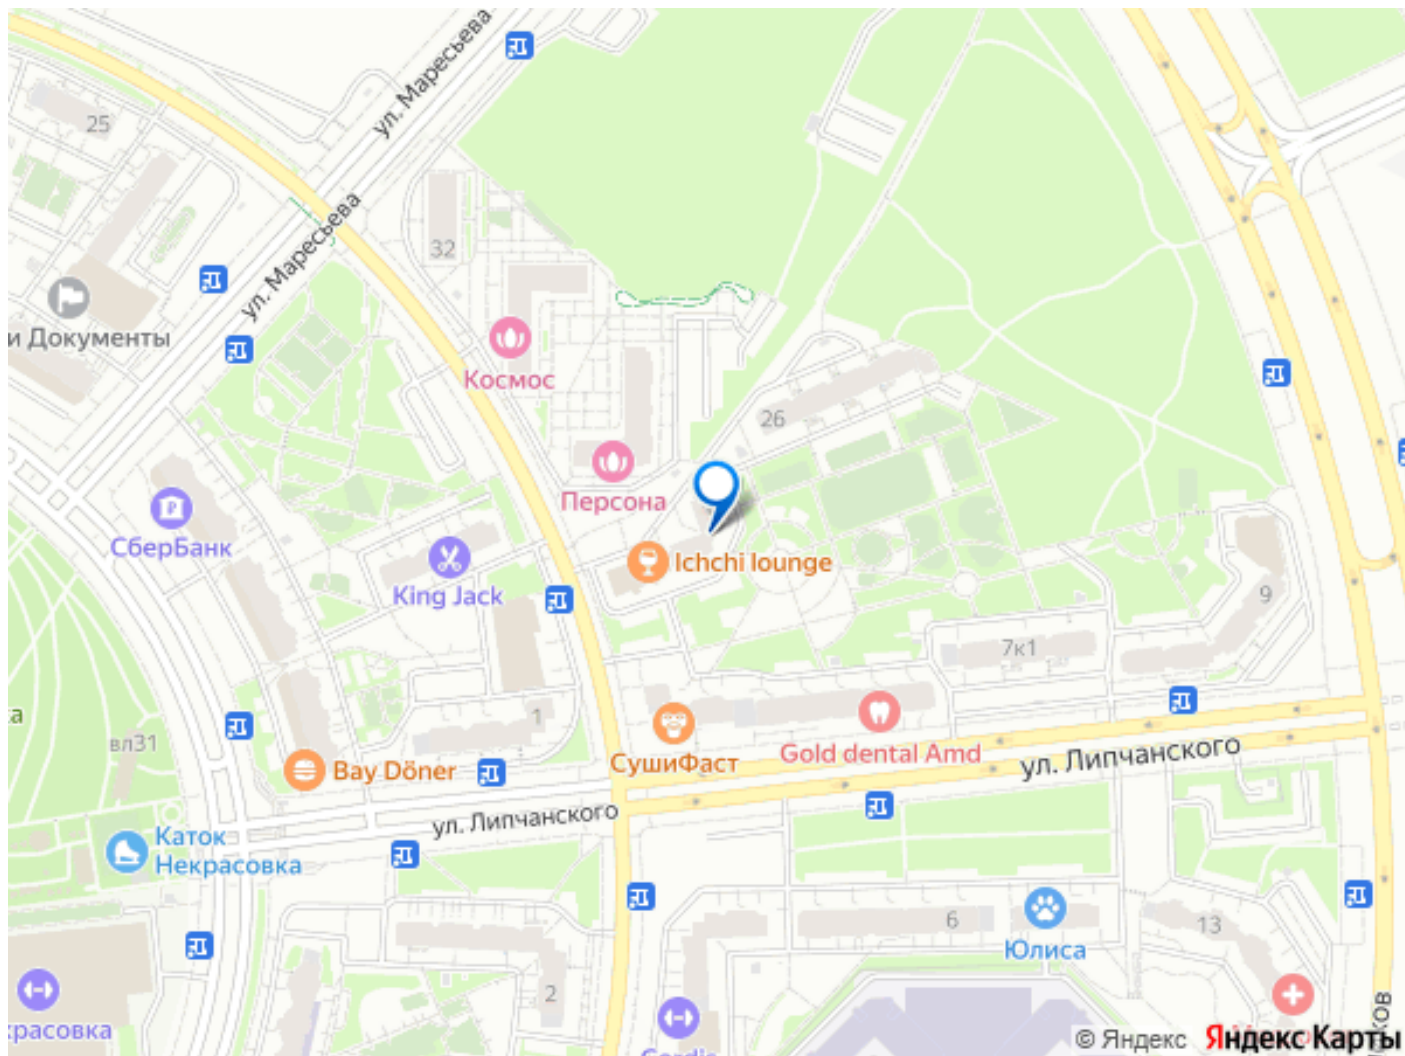 ул. Маресьева
25
ул. Маресьева
32
и Документы
Космос
26
Персона
СберБанк
Ichchi lounge
King Jack
9
7к1
1
вл31
Bay Döner
СушиФаст
Gold dental Amd
ул. Липчанского
ул. Липчанского
Каток
Некрасовка
6
Юлиса
13
2
красовка
© Яндекс
Яндекс Карты